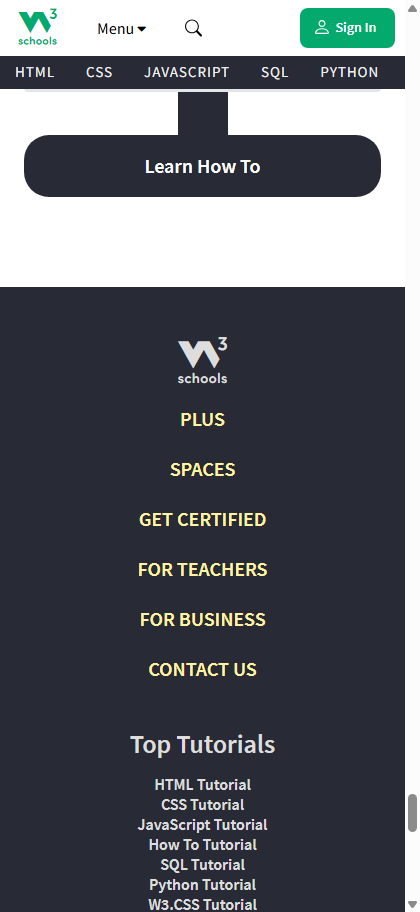 3
schools
Menu
Sign In
HTML CSS JAVASCRIPT SQL PYTHON
Learn How To
3
schools
PLUS
SPACES
GET CERTIFIED
FOR TEACHERS
FOR BUSINESS
CONTACT US
Top Tutorials
HTML Tutorial
CSS Tutorial
JavaScript Tutorial
How To Tutorial
SQL Tutorial
Python Tutorial
W3.CSS Tutorial